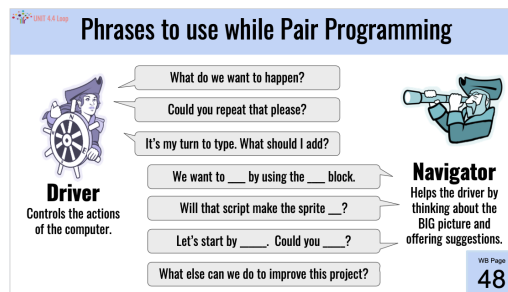 UNIT 4.4 Loop
Phrases to use while Pair Programming
What do we want to happen?
Could you repeat that please?
It's my turn to type. What should I add?
Driver
Controls the actions
of the computer.
We want to ___ by using the ___ block.
Will that script make the sprite __?
Let's start by ____. Could you ___?
What else can we do to improve this project?
Navigator
Helps the driver by
thinking about the
BIG picture and
offering suggestions.
WB Page
48